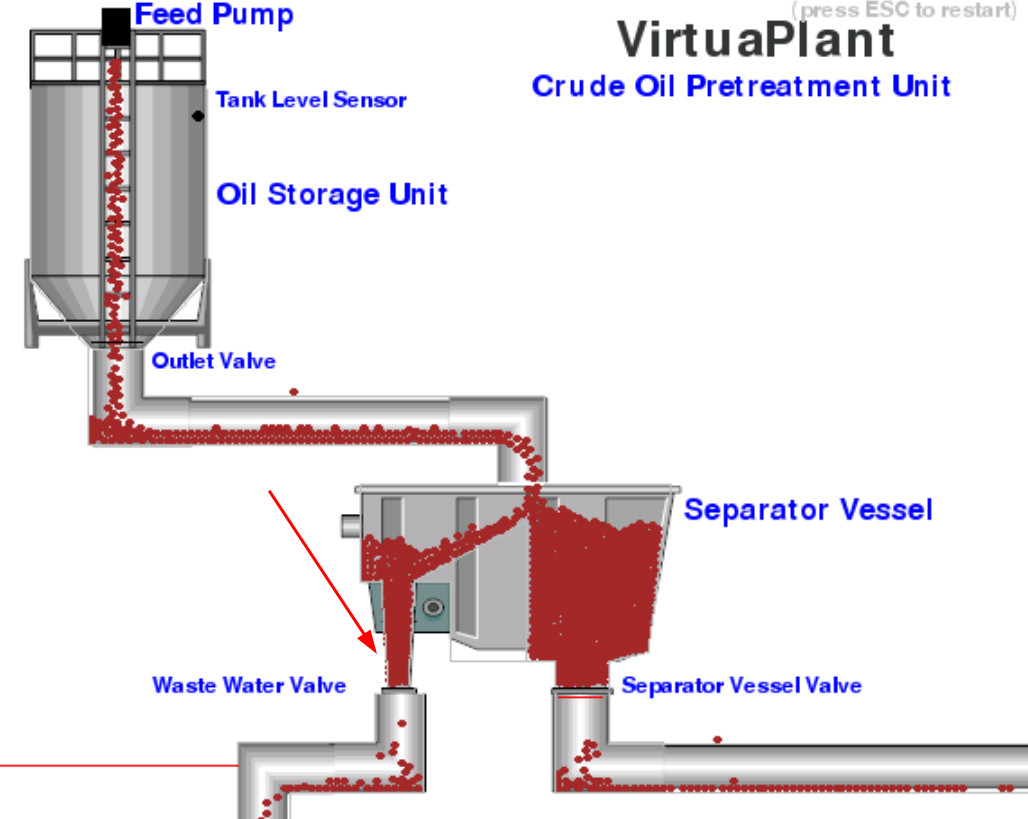 Feed Pump
(press ESC to restart)
VirtuaPlant
Crude Oil Pretreatment Unit
Tank Level Sensor
Oil Storage Unit
Outlet Valve
Separator Vessel
Waste Water Valve
Separator Vessel Valve